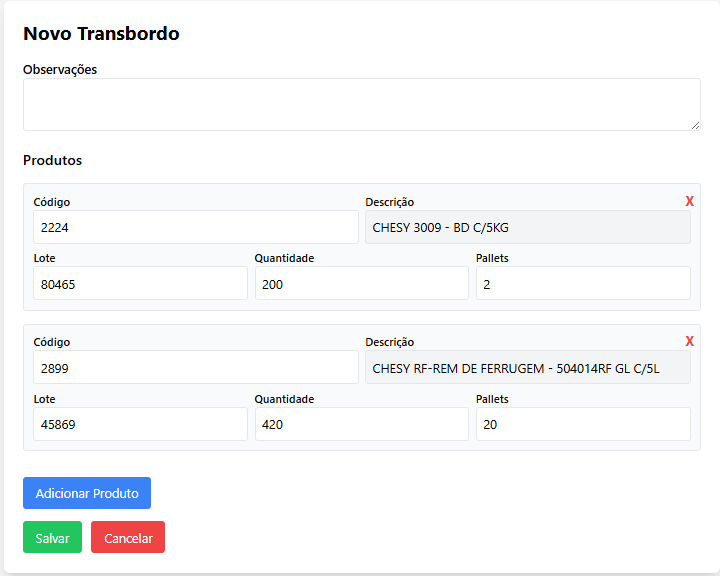 Novo Transbordo
Observações
Produtos
Código
Descrição
X
2224
CHESY 3009 - BD C/5KG
Lote
Quantidade
Pallets
80465
200
2
Código
Descrição
X
2899
CHESY RF-REM DE FERRUGEM - 504014RF GL C/5L
Lote
Quantidade
Pallets
45869
420
20
Adicionar Produto
Salvar
Cancelar